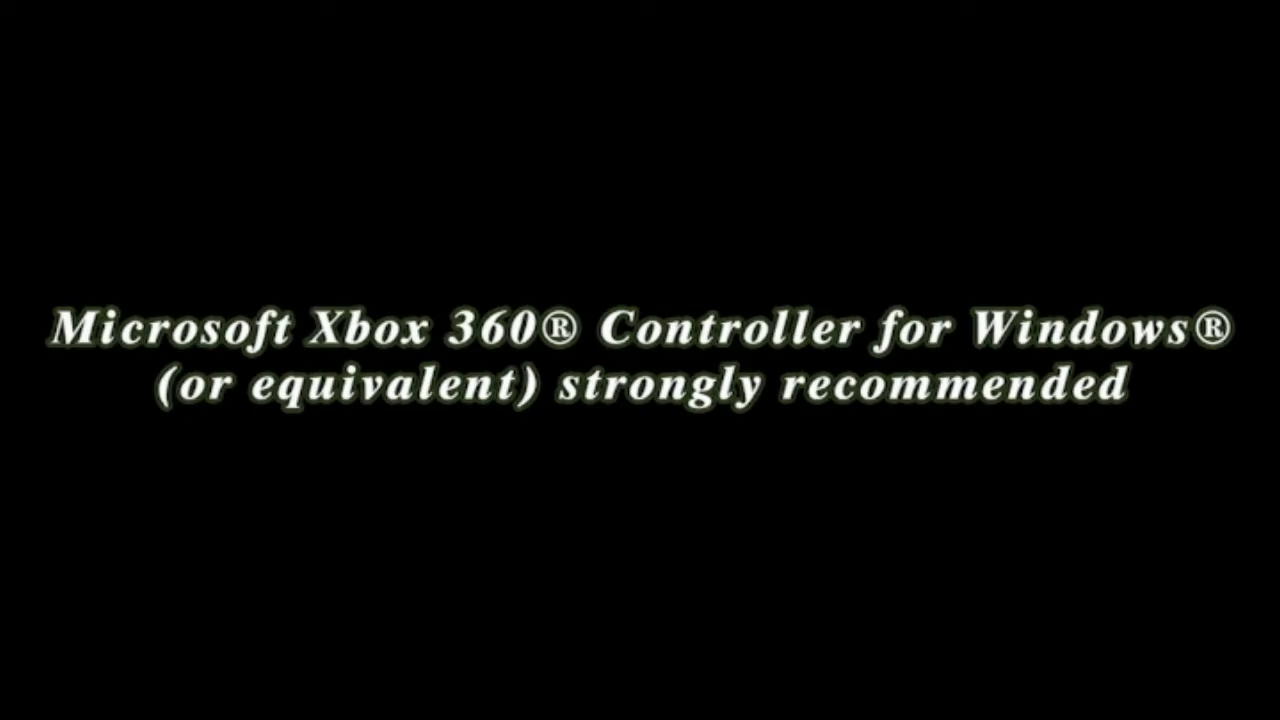 Microsoft Xbox 360® Controller for Windows®
(or equivalent) strongly recommended